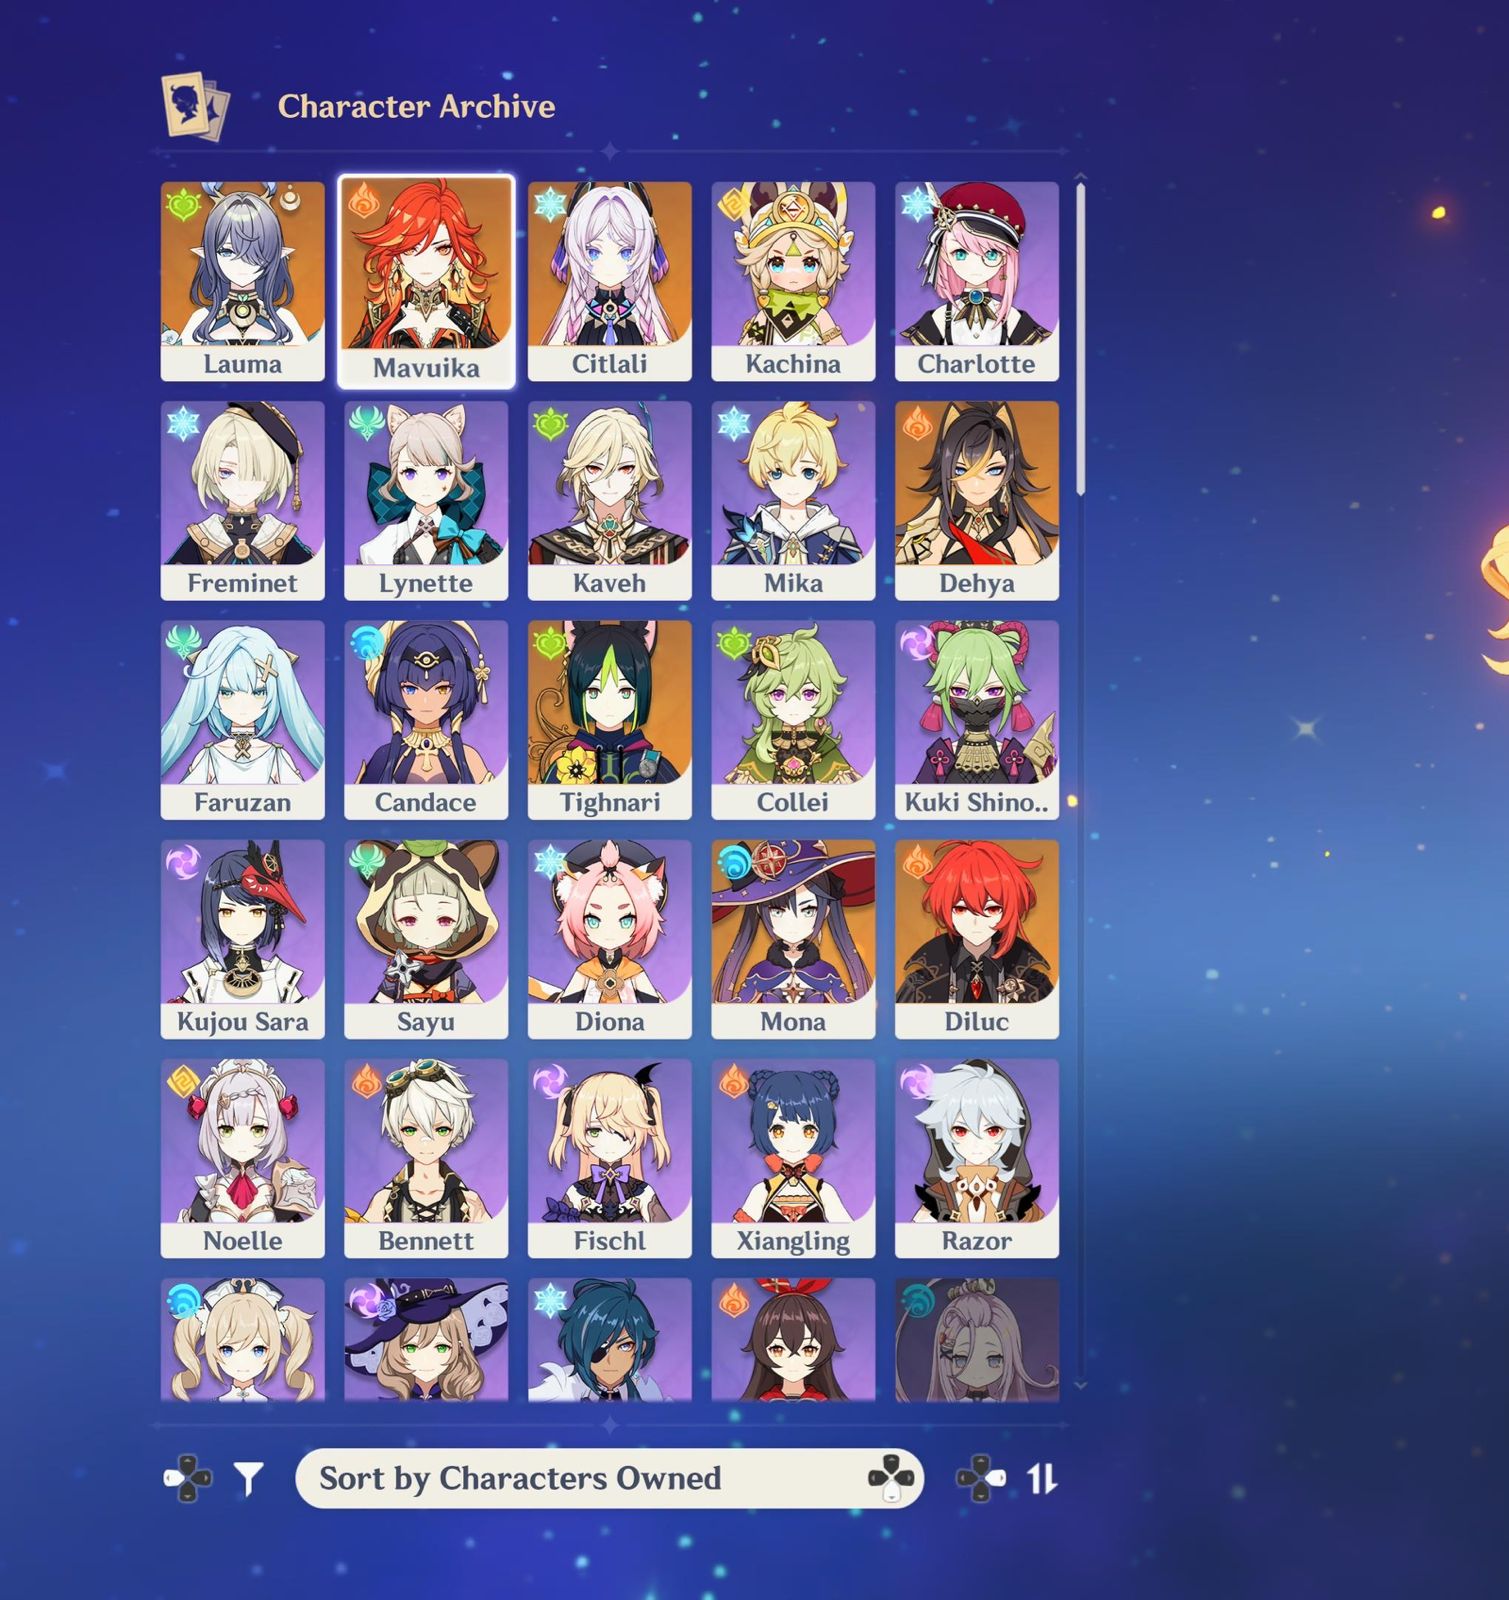 Character Archive
Lauma
Mavuika
Citlali
Kachina
Charlotte
Freminet
Lynette
Kaveh
Mika
Dehya
Faruzan
Candace
Tighnari
Collei
Kuki Shino..
Kujou Sara
Sayu
Diona
Mona
Diluc
Noelle
Bennett
Fischl
Xiangling
Razor
Sort by Characters Owned